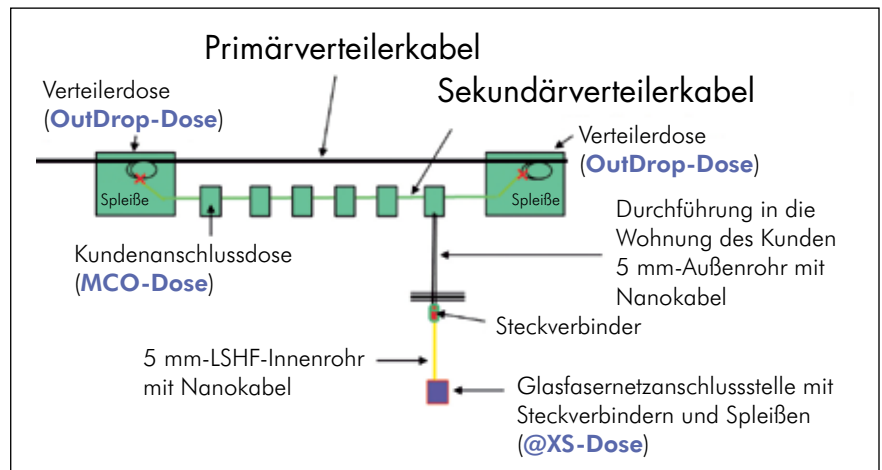 Primärverteilerkabel
Verteilerdose
(OutDrop-Dose)
Sekundärverteilerkabel
Verteilerdose
(OutDrop-Dose)
Spleiße
Spleiße
Kundenanschlussdose
(MCO-Dose)
Durchführung in die
Wohnung des Kunden
5 mm-Außenrohr mit
Nanokabel
Steckverbinder
5 mm-LSHF-Innenrohr
mit Nanokabel
Glasfasernetzanschlussstelle mit
Steckverbindern und Spleißen
(@XS-Dose)